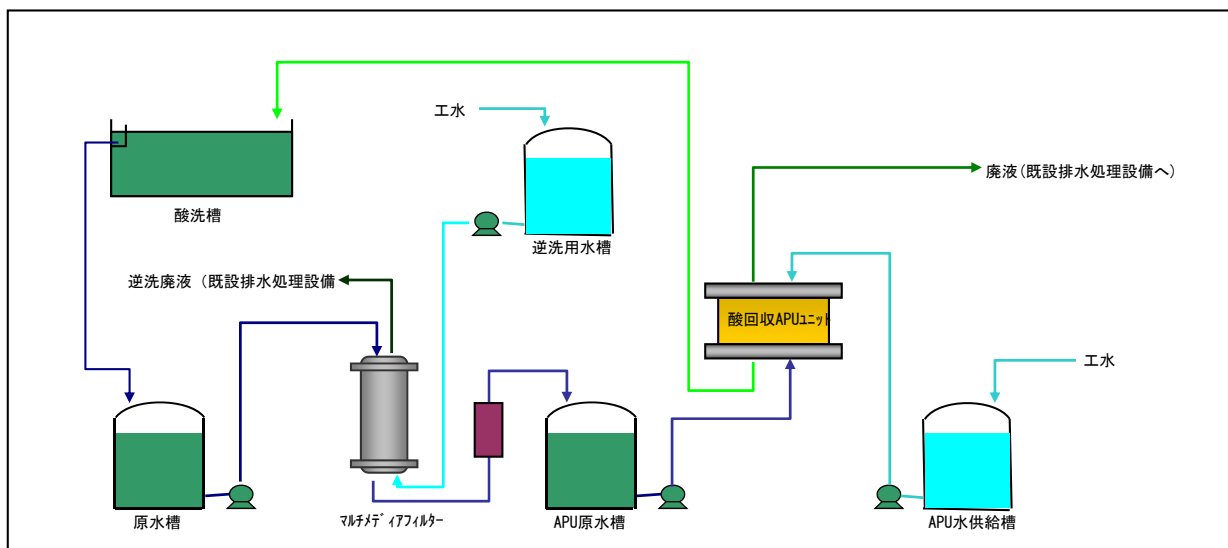 工水
廃液(既設排水処理設備へ)
酸洗槽
逆洗用水槽
逆洗廃液（既設排水処理設備
酸回収APUﾕﾆｯﾄ
工水
原水槽
ﾏﾙﾁﾒﾃﾞｨｱﾌｨﾙﾀｰ
APU原水槽
APU水供給槽